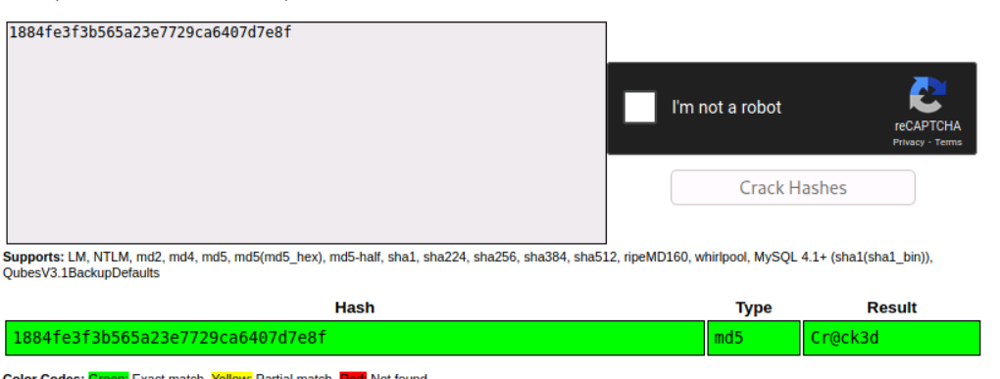 1884fe3f3b565a23e7729ca6407d7e8f
I'm not a robot
reCAPTCHA
Privacy - Terms
Crack Hashes
Supports: LM, NTLM, md2, md4, md5, md5(md5_hex), md5-half, sha1, sha224, sha256, sha384, sha512, ripeMD160, whirlpool, MySQL 4.1+ (sha1(sha1_bin)),
QubesV3.1BackupDefaults
Hash Type Result
1884fe3f3b565a23e7729ca6407d7e8f md5 Cr@ck3d
Color Codes: Green: Exact match, Yellow: Partial match, Red: Not found